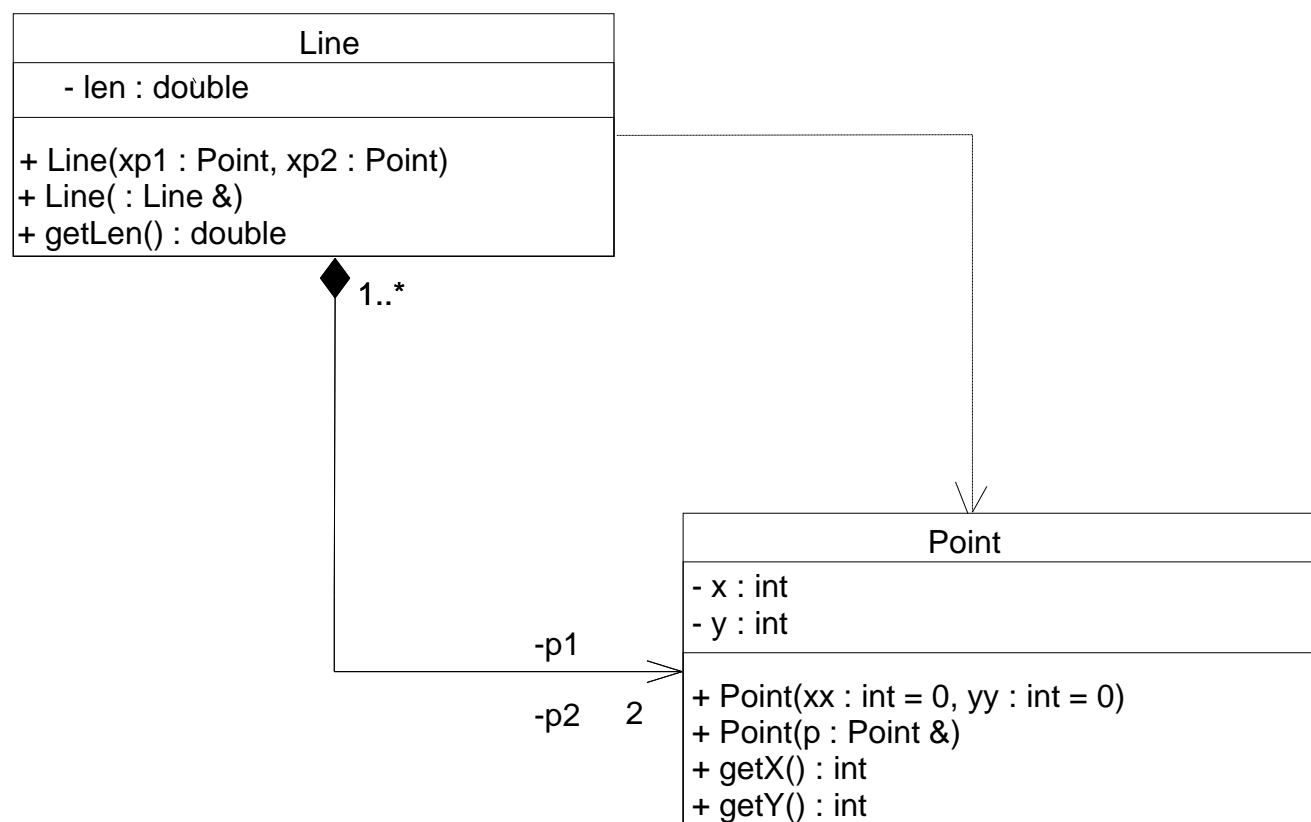 Line
- len : double
+ Line(xp1 : Point, xp2 : Point)
+ Line( : Line &)
+ getLen() : double
1..*
-p1
-p2 2
Point
- x : int
- y : int
+ Point(xx : int = 0, yy : int = 0)
+ Point(p : Point &)
+ getX() : int
+ getY() : int